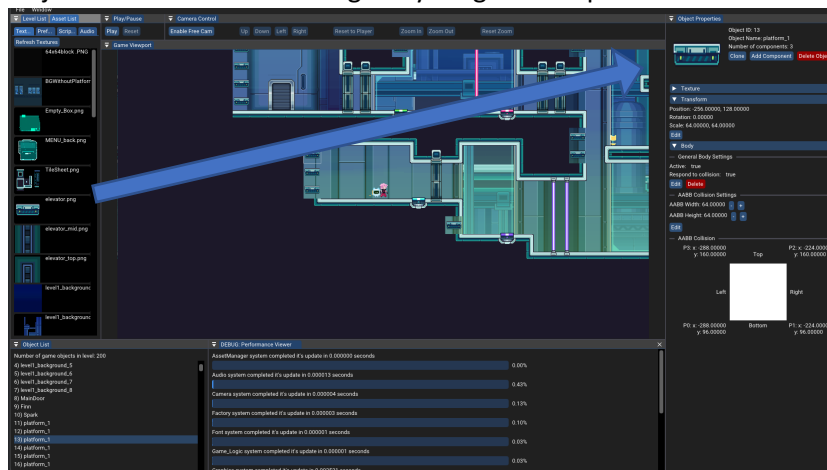 File Window
Level List Asset List
Text.. Pref.. Scrip.. Audio
Refresh Textures
64x64block .PNG
BGWithoutPlatforr
Empty_Box.png
MENU_back.png
TileSheet.png
elevator.png
elevator_mid.png
elevator_top.png
level1_background
level1_background
Play/Pause
Play Reset
Camera Control
Enable Free Cam Up Down Left Right Reset to Player Zoom In Zoom Out Reset Zoom
Game Viewport
Object Properties
Object ID: 13
Object Name: platform_1
Number of components: 3
Clone Add Component Delete Obje
Texture
Transform
Position: -256.00000, 128.00000
Rotation: 0.00000
Scale: 64.00000, 64.00000
Edit
Body
General Body Settings
Active: true
Respond to collision: true
Edit Delete
AABB Collision Settings
AABB Width: 64.00000 - +
AABB Height: 64.00000 - +
Edit
AABB Collision
P3: x: -288.00000 P2: x: -224.0000
y: 160.00000 Top y: 160.00000
Left Right
P0: x: -288.00000 Bottom P1: x: -224.0000
y: 96.00000 y: 96.00000
Object List
Number of game objects in level: 200
4) level1_background_5
5) level1_background_6
6) level1_background_7
7) level1_background_8
8) MainDoor
9) Finn
10) Spark
11) platform_1
12) platform_1
13) platform_1
14) platform_1
15) platform_1
16) platform_1
DEBUG: Performance Viewer
AssetManager system completed it's update in 0.000000 seconds
0.00%
Audio system completed it's update in 0.000013 seconds
0.43%
Camera system completed it's update in 0.000004 seconds
0.13%
Factory system completed it's update in 0.000003 seconds
0.10%
Font system completed it's update in 0.000001 seconds
0.03%
Game_Logic system completed it's update in 0.000001 seconds
0.03%